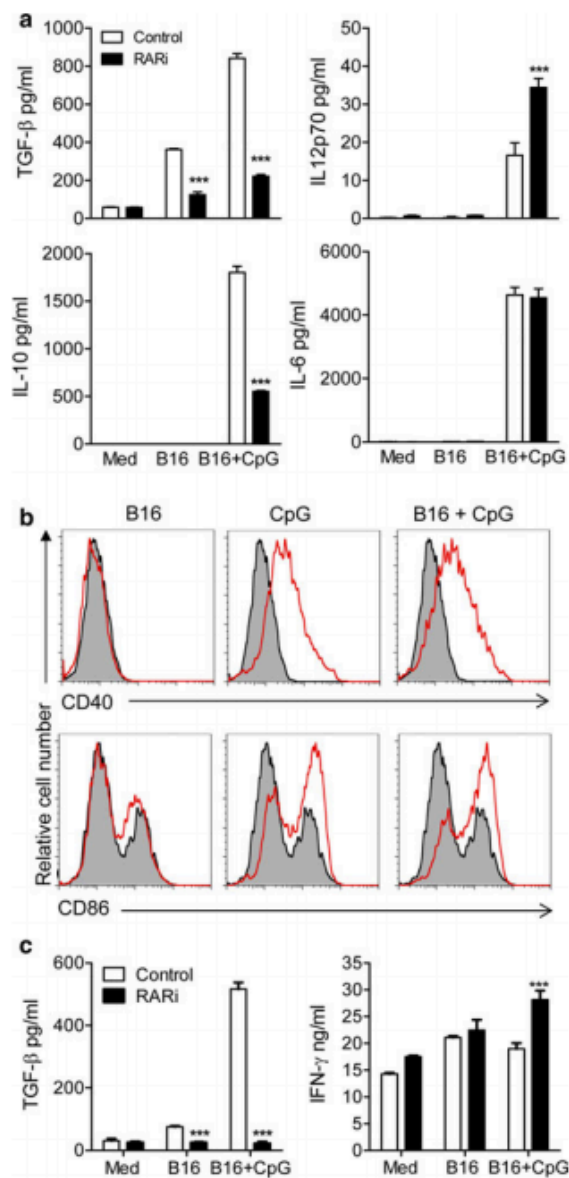 a
TGF-β pg/ml
1000
800
600
400
200
0
Control
RARi
***
***
IL12p70 pg/ml
50
40
30
20
10
0
***
IL-10 pg/ml
2000
1500
1000
500
0
***
Med B16 B16+CpG
IL-6 pg/ml
6000
4000
2000
0
Med B16 B16+CpG
b
B16 CpG B16 + CpG
Relative cell number
CD40
CD86
c
TGF-β pg/ml
600
400
200
0
Control
RARi
*** ***
Med B16 B16+CpG
IFN-γ ng/ml
35
30
25
20
15
10
5
0
***
Med B16 B16+CpG